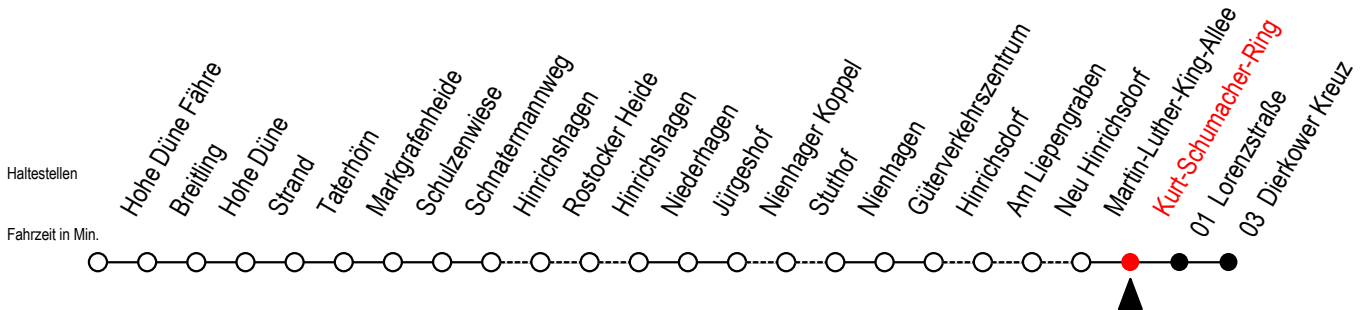 Haltestellen
Fahrzeit in Min.
Hohe Düne Fähre
Breitling
Hohe Düne
Strand
Taterhörn
Markgrafenheide
Schulzenwiese
Schnatermannweg
Hinrichshagen
Rostocker Heide
Hinrichshagen
Niederhagen
Jürgeshof
Nienhager Koppel
Stuthof
Nienhagen
Güterverkehrszentrum
Hinrichsdorf
Am Liepengraben
Neu Hinrichsdorf
Martin-Luther-King-Allee
Kurt-Schumacher-Ring
01 Lorenzstraße
03 Dierkower Kreuz